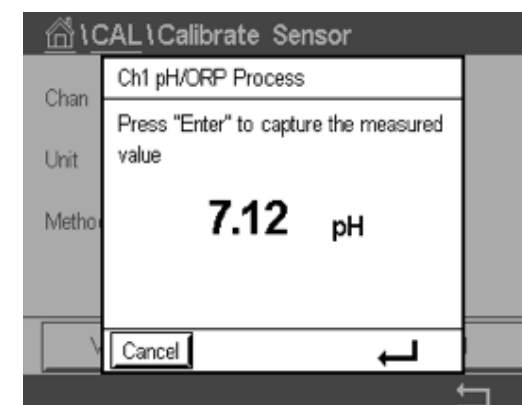 \CAL\Calibrate Sensor
Ch1 pH/ORP Process
Chan
Press "Enter" to capture the measured
value
Unit
7.12 pH
Cancel